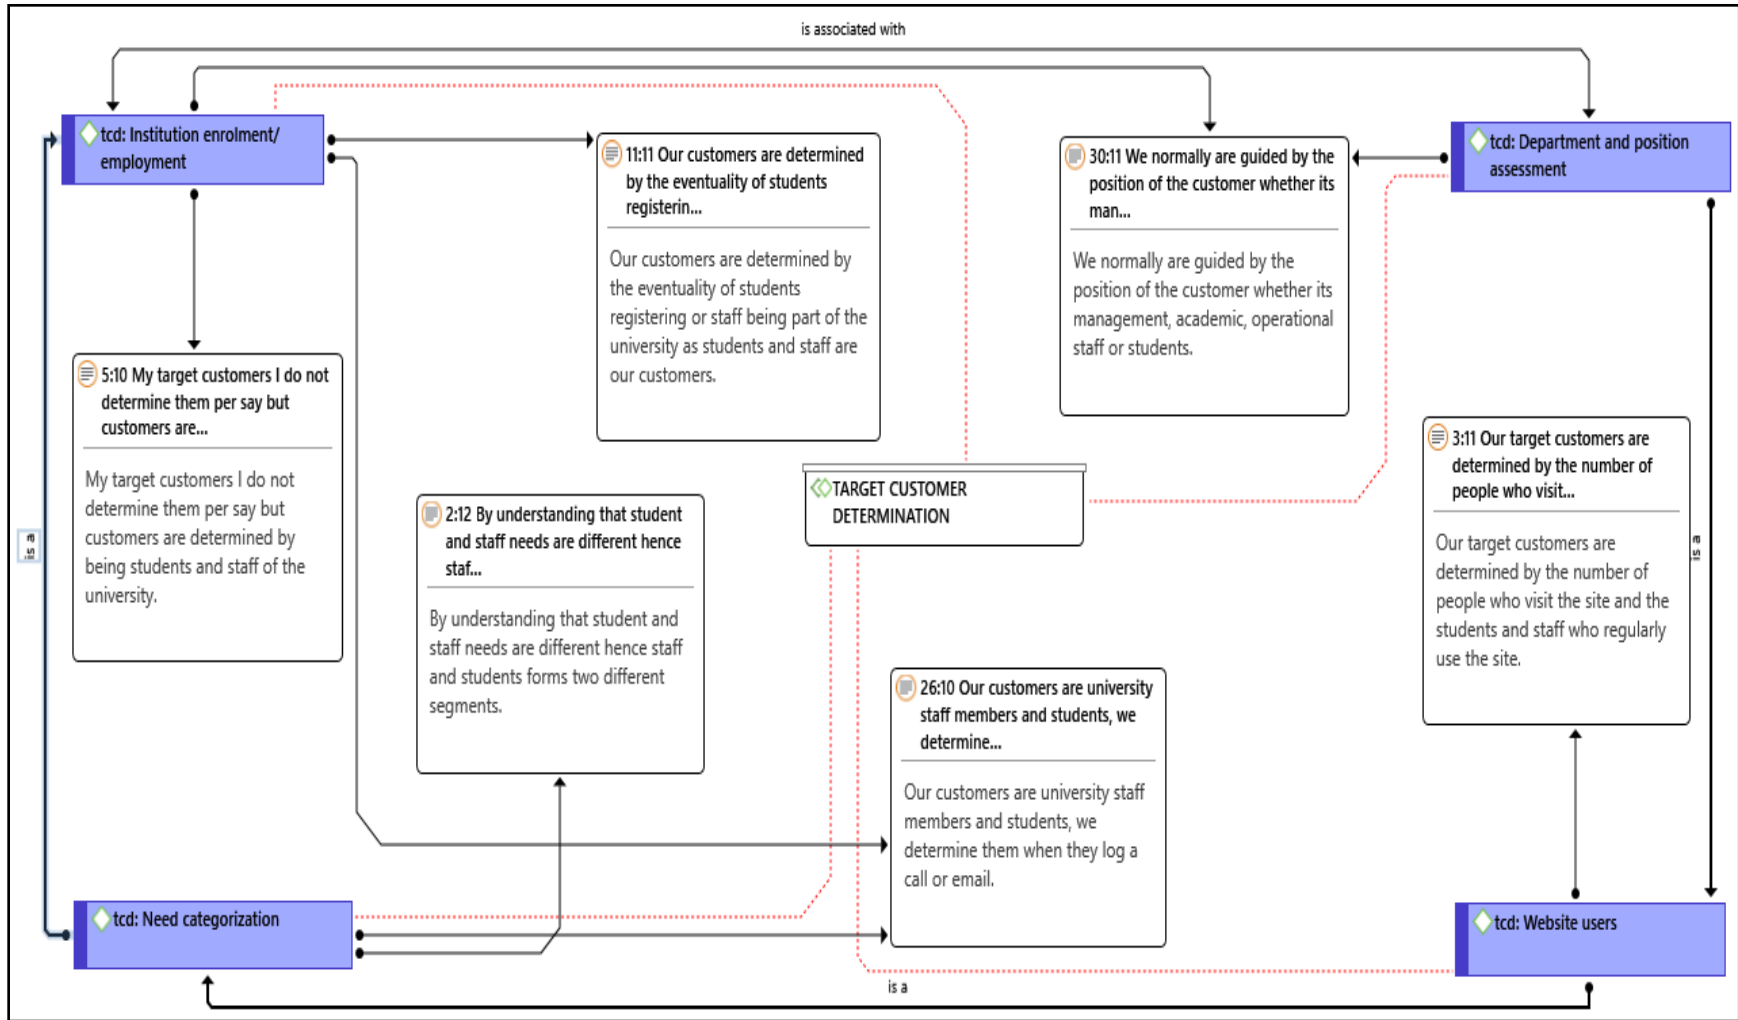 is associated with
tcd: Institution enrolment/
employment
11:11 Our customers are determined
by the eventuality of students
registerin...
Our customers are determined by
the eventuality of students
registering or staff being part of the
university as students and staff are
our customers.
30:11 We normally are guided by the
position of the customer whether its
man...
We normally are guided by the
position of the customer whether its
management, academic, operational
staff or students.
tcd: Department and position
assessment
5:10 My target customers I do not
determine them per say but
customers are...
My target customers I do not
determine them per say but
customers are determined by
being students and staff of the
university.
2:12 By understanding that student
and staff needs are different hence
staf...
By understanding that student and
staff needs are different hence staff
and students forms two different
segments.
TARGET CUSTOMER
DETERMINATION
3:11 Our target customers are
determined by the number of
people who visit...
Our target customers are
determined by the number of
people who visit the site and the
students and staff who regularly
use the site.
is a
is a
26:10 Our customers are university
staff members and students, we
determine...
Our customers are university staff
members and students, we
determine them when they log a
call or email.
tcd: Need categorization
tcd: Website users
is a